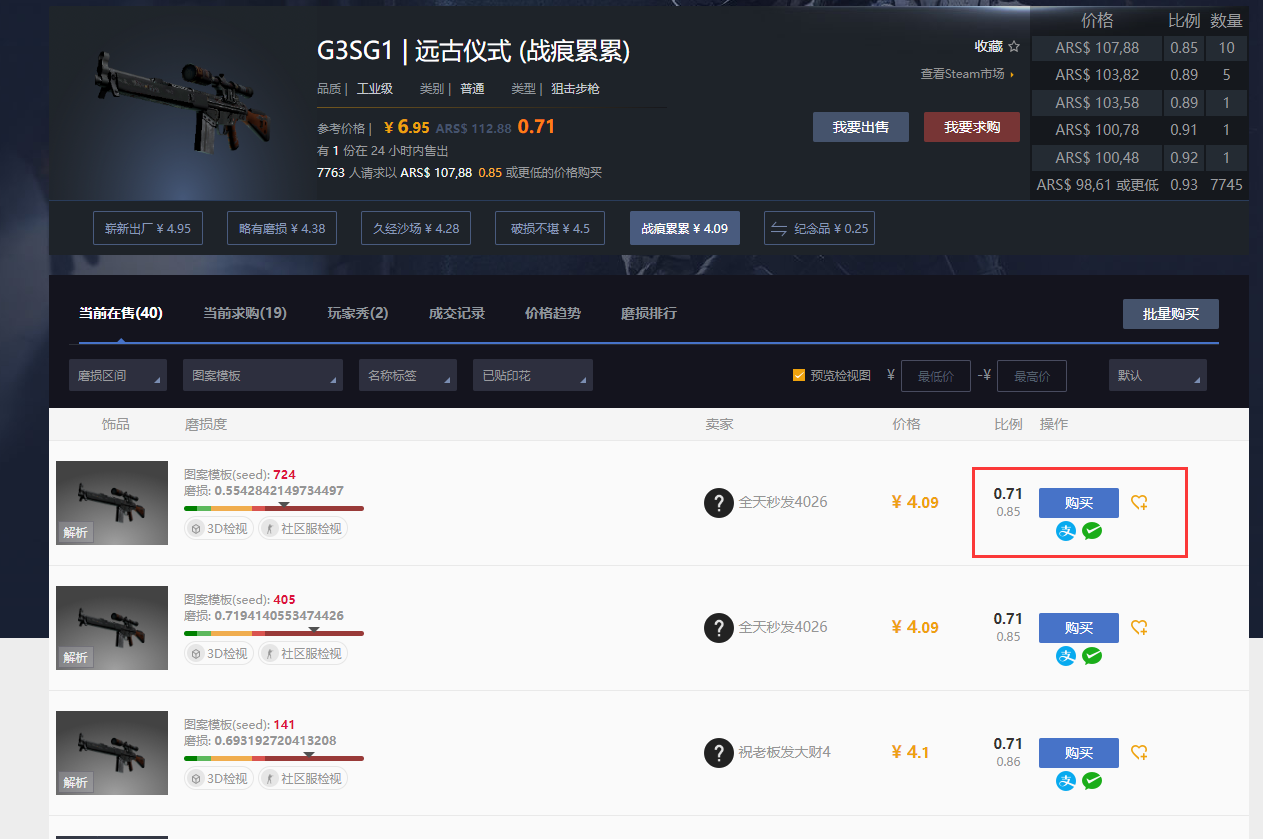 G3SG1 | 远古仪式 (战痕累累)
收藏 ☆
品质 | 工业级 类别 | 普通 类型 | 狙击步枪
查看Steam市场
参考价格 | ¥ 6.95 ARS$ 112.88 0.71
我要出售 我要求购
有 1 份在 24 小时内售出
7763 人请求以 ARS$ 107,88 0.85 或更低的价格购买
价格 比例 数量
ARS$ 107,88 0.85 10
ARS$ 103,82 0.89 5
ARS$ 103,58 0.89 1
ARS$ 100,78 0.91 1
ARS$ 100,48 0.92 1
ARS$ 98,61 或更低 0.93 7745
崭新出厂 ¥ 4.95 略有磨损 ¥ 4.38 久经沙场 ¥ 4.28 破损不堪 ¥ 4.5 战痕累累 ¥ 4.09 纪念品 ¥ 0.25
当前在售(40) 当前求购(19) 玩家秀(2) 成交记录 价格趋势 磨损排行 批量购买
磨损区间 图案模板 名称标签 已贴印花 预览检视图 ¥ 最低价 -¥ 最高价 默认
饰品 磨损度 卖家 价格 比例 操作
图案模板(seed): 724
磨损: 0.5542842149734497
解析 3D检视 社区服检视
? 全天秒发4026 ¥ 4.09 0.71 购买
0.85
支
图案模板(seed): 405
磨损: 0.7194140553474426
解析 3D检视 社区服检视
? 全天秒发4026 ¥ 4.09 0.71 购买
0.85
支
图案模板(seed): 141
磨损: 0.693192720413208
解析 3D检视 社区服检视
? 祝老板发大财4 ¥ 4.1 0.71 购买
0.86
支